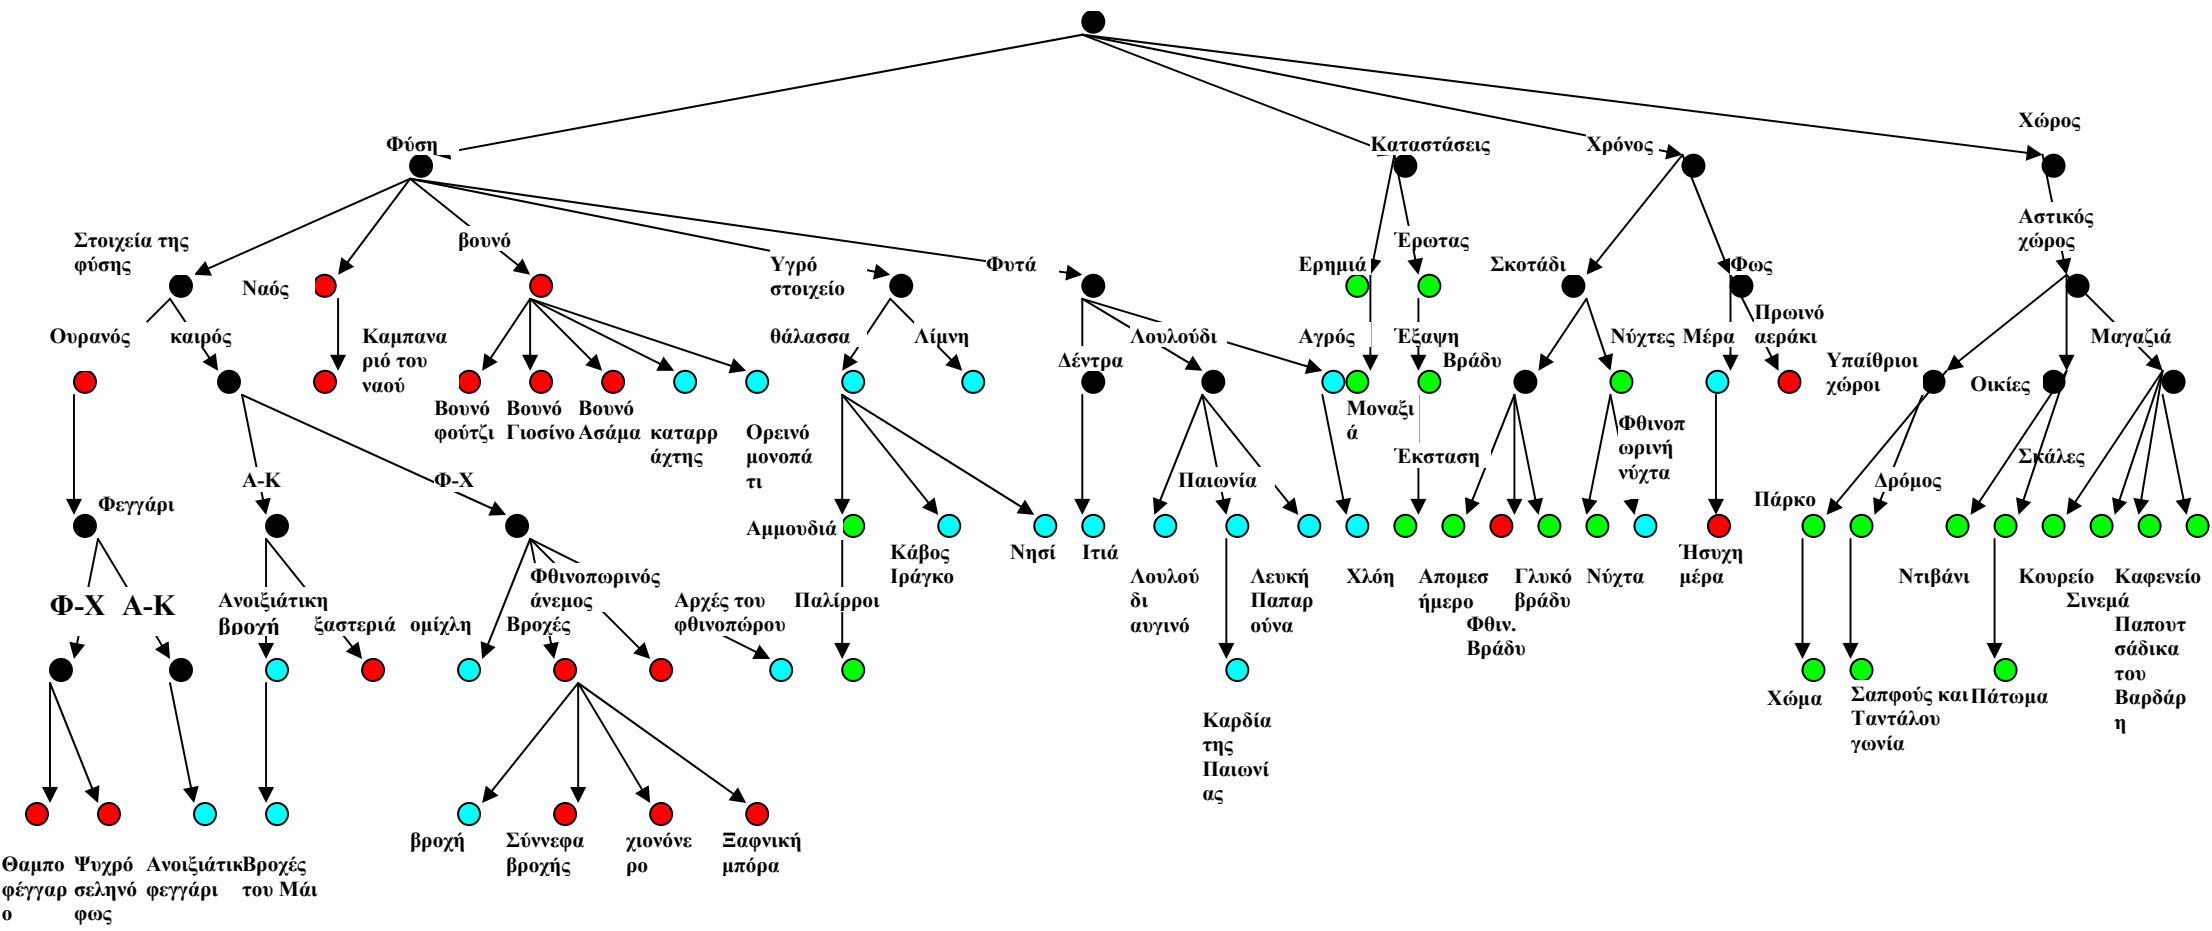 Χώρος
Φύση
Καταστάσεις
Χρόνος
Αστικός
χώρος
Στοιχεία της
φύσης
Ναός
βουνό
Υγρό
στοιχείο
Φυτά
Ερημιά
Έρωτας
Σκοτάδι
Φως
Ουρανός
καιρός
Καμπανα
ριό του
ναού
θάλασσα
Λίμνη
Δέντρα
Λουλούδι
Αγρός
Έξαψη
Βράδυ
Νύχτες
Μέρα
Πρωινό
αεράκι
Υπαίθριοι
χώροι
Οικίες
Μαγαζιά
Βουνό
φούτζι
Βουνό
Γιοσίνο
Βουνό
Ασάμα
καταρρ
άχτης
Ορεινό
μονοπά
τι
Μοναξι
ά
Έκσταση
Φθινοπ
ωρινή
νύχτα
Φεγγάρι
Α-Κ
Φ-Χ
Αμμουδιά
Κάβος
Ιράγκο
Νησί
Ιτιά
Παιωνία
Πάρκο
Δρόμος
Σκάλες
Φ-Χ
Α-Κ
Ανοιξιάτικη
βροχή
ξαστεριά
ομίχλη
Φθινοπωρινός
άνεμος
Βροχές
Αρχές του
φθινοπώρου
Παλίρροι
Λουλού
δι
αυγινό
Λευκή
Παπαρ
ούνα
Χλόη
Απομεσ
ήμερο
Φθιν.
Βράδυ
Γλυκό
βράδυ
Νύχτα
Ήσυχη
μέρα
Ντιβάνι
Κουρείο
Σινεμά
Καφενείο
Παπουτ
σάδικα
του
Βαρδάρ
η
Καρδία
της
Παιωνί
ας
Χώμα
Σαπφούς και
Ταντάλου
γωνία
Πάτωμα
Θαμπο
φέγγαρ
ο
Ψυχρό
σεληνό
φως
Ανοιξιάτικ
φεγγάρι
Βροχές
του Μάι
βροχή
Σύννεφα
βροχής
χιονόνε
ρο
Ξαφνική
μπόρα